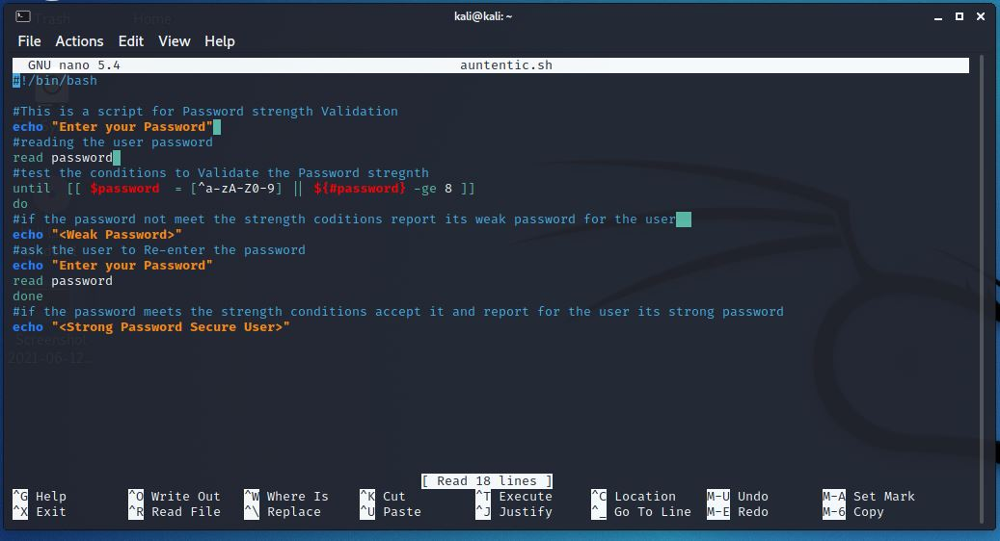 Trash Home
kali@kali: ~
File Actions Edit View Help
GNU nano 5.4 auntentic.sh
#!/bin/bash
#This is a script for Password strength Validation
echo "Enter your Password"
#reading the user password
read password
#test the conditions to Validate the Password stregnth
until [[ $password = [^a-zA-Z0-9] || ${#password} -ge 8 ]]
do
#if the password not meet the strength coditions report its weak password for the user
echo "<Weak Password>"
#ask the user to Re-enter the password
echo "Enter your Password"
read password
done
#if the password meets the strength conditions accept it and report for the user its strong password
echo "<Strong Password Secure User>"
Screenshot
2021-06-12...
[ Read 18 lines ]
^G Help ^O Write Out ^W Where Is ^K Cut ^T Execute ^C Location M-U Undo M-A Set Mark
^X Exit ^R Read File ^\ Replace ^U Paste ^J Justify ^_ Go To Line M-E Redo M-6 Copy